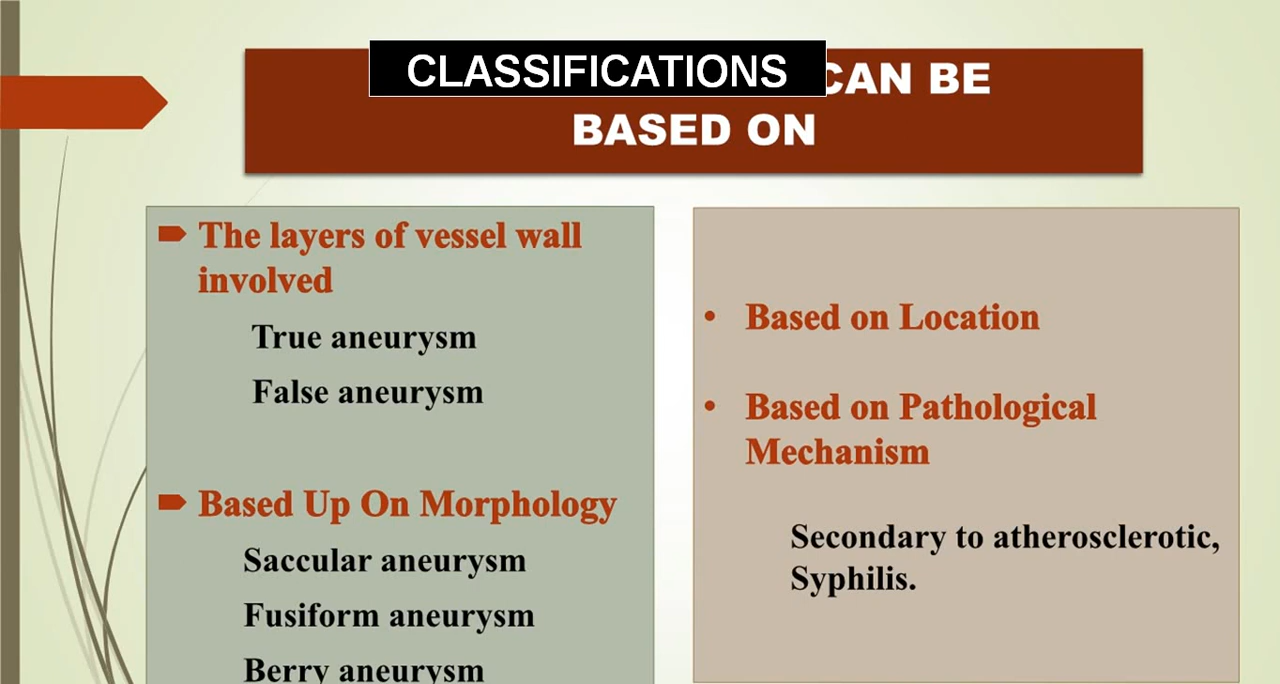 CLASSIFICATIONS CAN BE
BASED ON
The layers of vessel wall
involved
True aneurysm
False aneurysm
Based Up On Morphology
Saccular aneurysm
Fusiform aneurysm
Berry aneurysm
• Based on Location
• Based on Pathological
Mechanism
Secondary to atherosclerotic,
Syphilis.